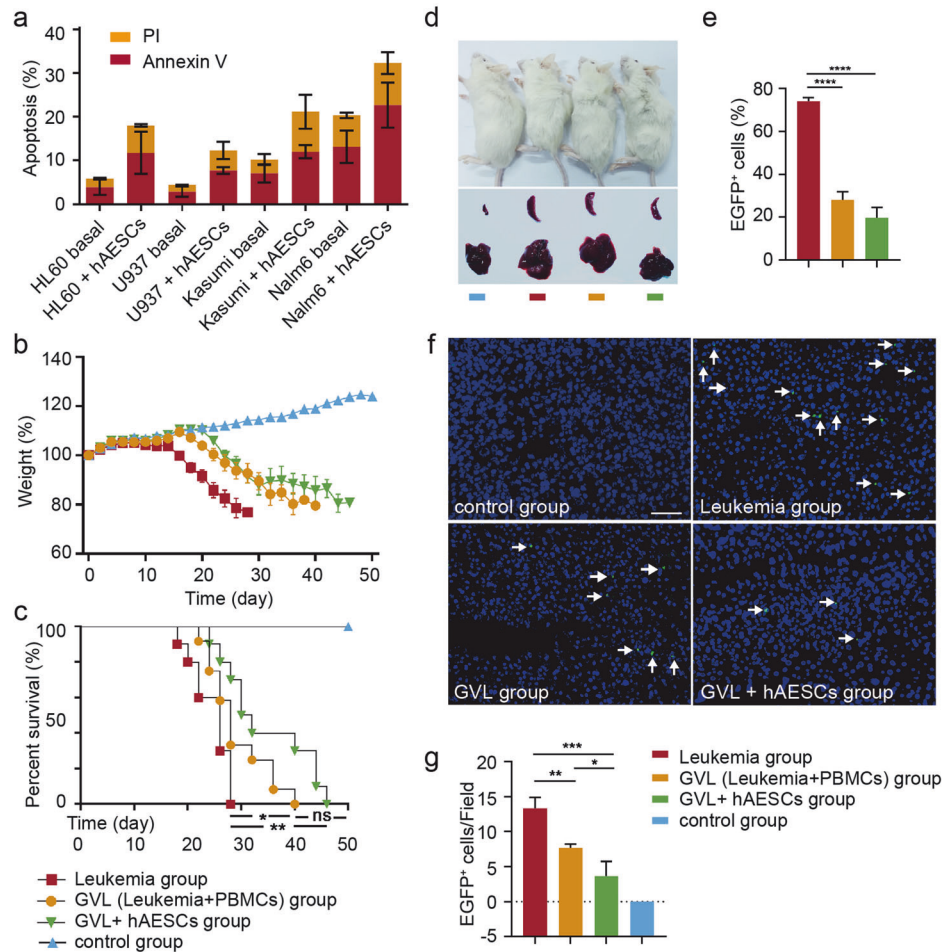 a
PI
Annexin V
Apoptosis (%)
40
30
20
10
0
HL60 basal
HL60 + hAESCs
U937 basal
U937 + hAESCs
Kasumi basal
Kasumi + hAESCs
Nalm6 basal
Nalm6 + hAESCs
b
Weight (%)
140
120
100
80
60
0 10 20 30 40 50
Time (day)
c
Percent survival (%)
100
50
0
Time (day) 20 30 40 50
* ns
**
Leukemia group
GVL (Leukemia+PBMCs) group
GVL+ hAESCs group
control group
d
e
EGFP+ cells (%)
80
60
40
20
0
****
****
f
control group
Leukemia group
GVL group
GVL + hAESCs group
g
EGFP+ cells/Field
20
15
10
5
0
-5
***
** *
Leukemia group
GVL (Leukemia+PBMCs) group
GVL+ hAESCs group
control group